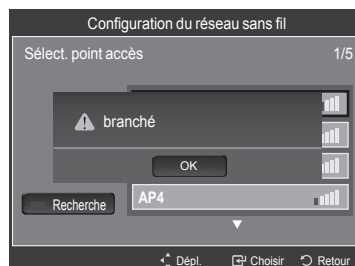 Configuration du réseau sans fil
Sélect. point accès 1/5
branché
OK
Recherche
AP4
Dépl. Choisir Retour